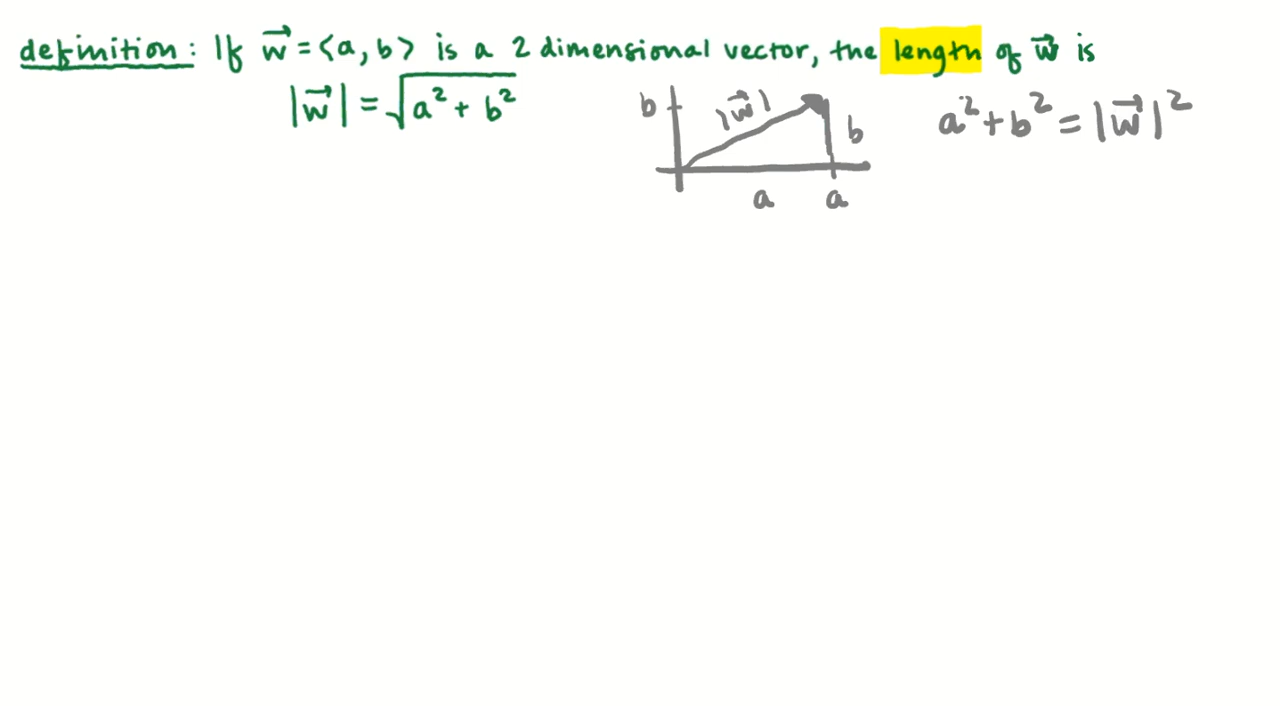 definition: If w⃗ = <a, b> is a 2 dimensional vector, the length of w⃗ is
|w⃗| = √(a² + b²)
b |w⃗| b a² + b² = |w⃗|²
a a